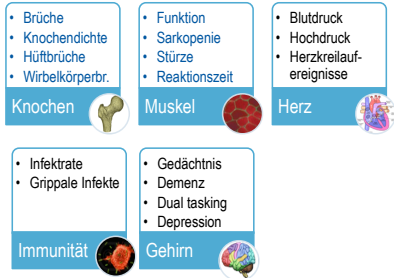 • Brüche
• Knochendichte
• Hüftbrüche
• Wirbelkörperbr.
Knochen
• Funktion
• Sarkopenie
• Stürze
• Reaktionszeit
Muskel
• Blutdruck
• Hochdruck
• Herzkreilauf-
ereignisse
Herz
• Infektrate
• Grippale Infekte
Immunität
• Gedächtnis
• Demenz
• Dual tasking
• Depression
Gehirn